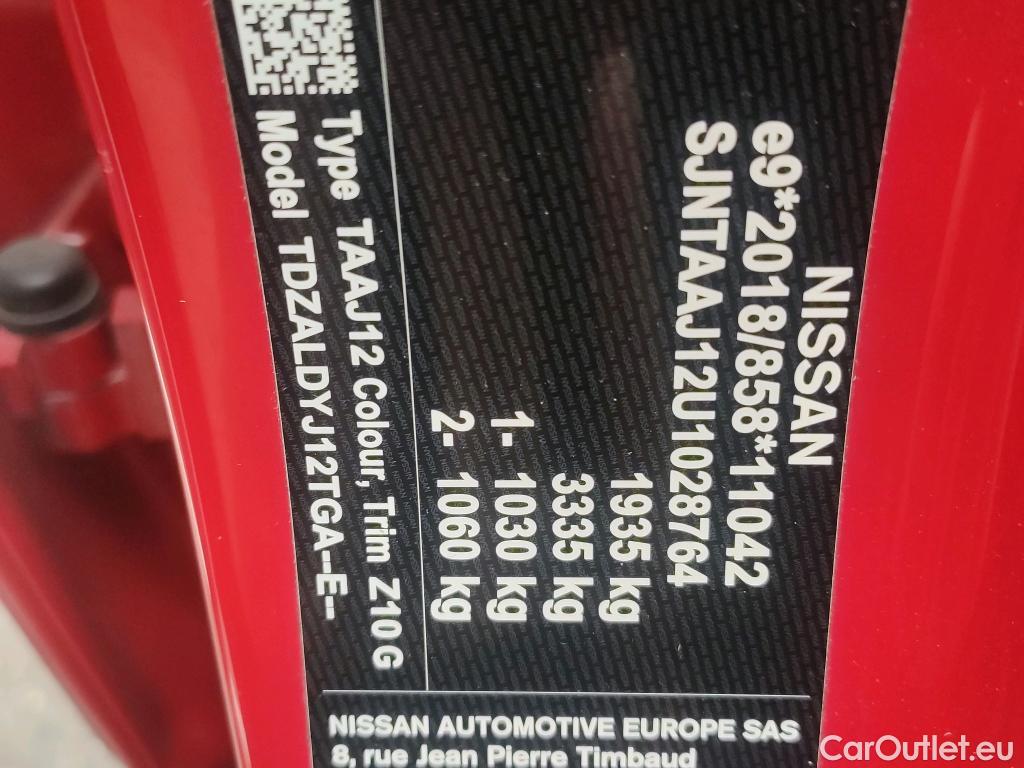 NISSAN
e9*2018/858*11042
SJNTAAJ12U1028764
1935 kg
3335 kg
1- 1030 kg
2- 1060 kg
Type TAAJ12 Colour, Trim Z10 G
Model TDZALDYJ12TGA--E--
NISSAN AUTOMOTIVE EUROPE SAS
8, rue Jean Pierre Timbaud
CarOutlet.eu